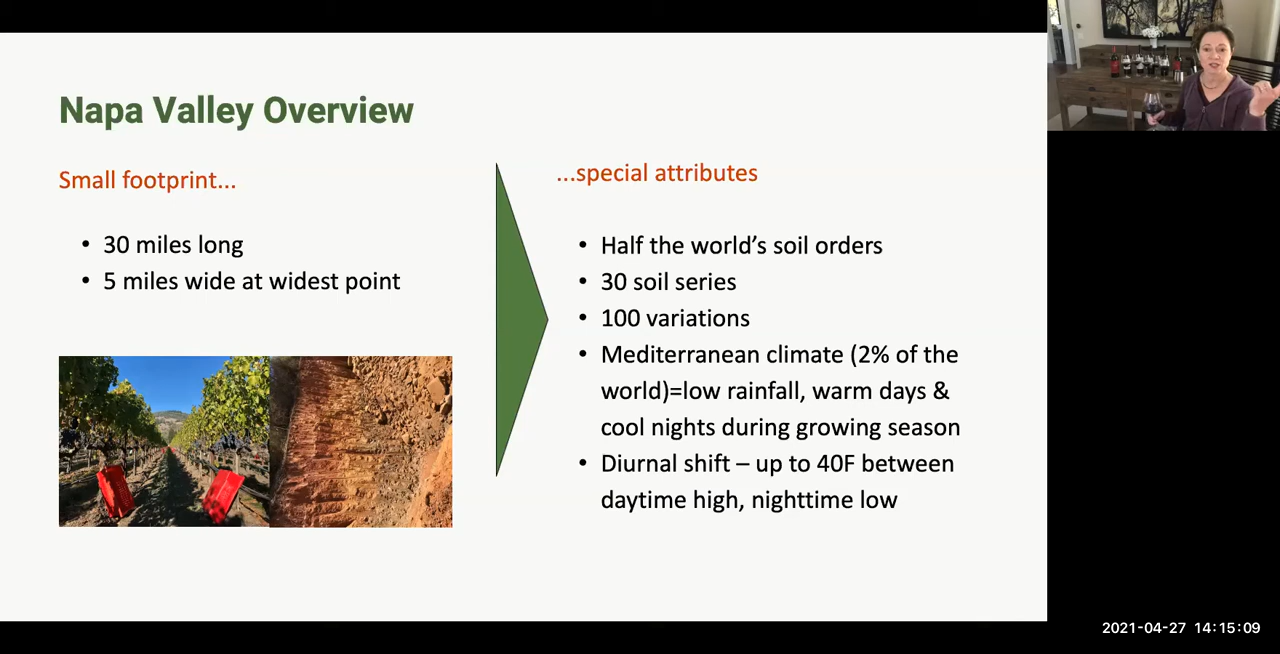 Napa Valley Overview
Small footprint...
• 30 miles long
• 5 miles wide at widest point
...special attributes
• Half the world’s soil orders
• 30 soil series
• 100 variations
• Mediterranean climate (2% of the
world)=low rainfall, warm days &
cool nights during growing season
• Diurnal shift – up to 40F between
daytime high, nighttime low
2021-04-27 14:15:09